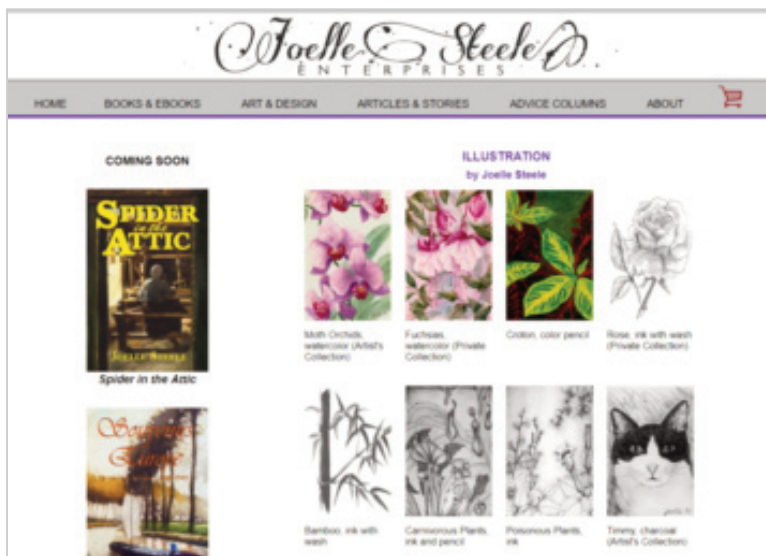 Joelle Steele
ENTERPRISES
HOME BOOKS & EBOOKS ART & DESIGN ARTICLES & STORIES ADVICE COLUMNS ABOUT
COMING SOON
SPIDER
in the
ATTIC
JOELLE STEELE
Spider in the Attic
Europe
ILLUSTRATION
by Joelle Steele
Moth Orchids,
watercolor (Artist's
Collection)
Fuchsias,
watercolor (Private
Collection)
Croton, color pencil
Rose, ink with wash
(Private Collection)
Bamboo, ink with
wash
Carnivorous Plants,
ink and pencil
Poisonous Plants,
ink
Timmy, charcoal
(Artist's Collection)